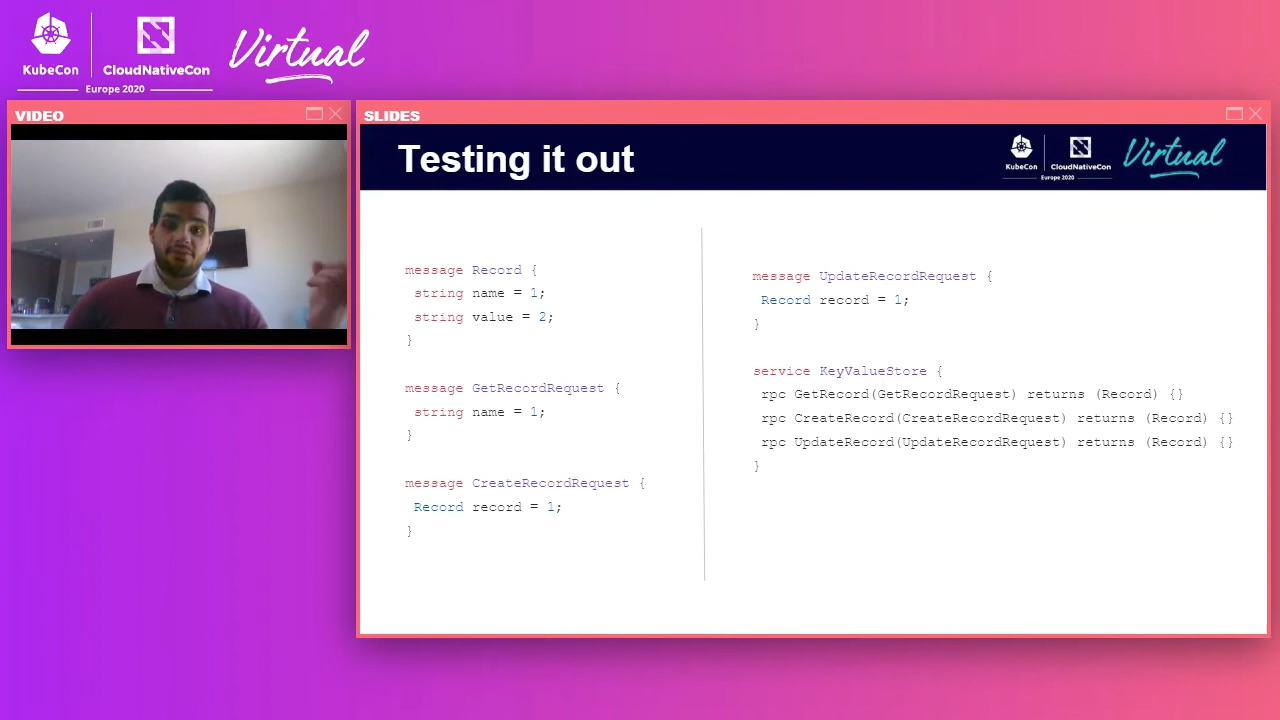 KubeCon
CloudNativeCon
Europe 2020
Virtual
VIDEO
SLIDES
Testing it out
KubeCon
CloudNativeCon
Europe 2020
Virtual
message Record {
string name = 1;
string value = 2;
}
message GetRecordRequest {
string name = 1;
}
message CreateRecordRequest {
Record record = 1;
}
message UpdateRecordRequest {
Record record = 1;
}
service KeyValueStore {
rpc GetRecord(GetRecordRequest) returns (Record) {}
rpc CreateRecord(CreateRecordRequest) returns (Record) {}
rpc UpdateRecord(UpdateRecordRequest) returns (Record) {}
}